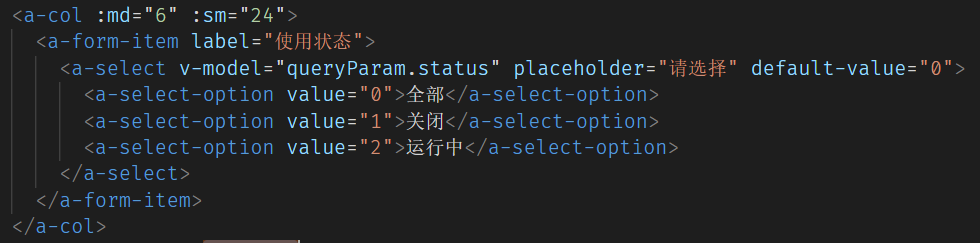 <a-col :md="6" :sm="24">
<a-form-item label="使用状态">
<a-select v-model="queryParam.status" placeholder="请选择" default-value="0">
<a-select-option value="0">全部</a-select-option>
<a-select-option value="1">关闭</a-select-option>
<a-select-option value="2">运行中</a-select-option>
</a-select>
</a-form-item>
</a-col>